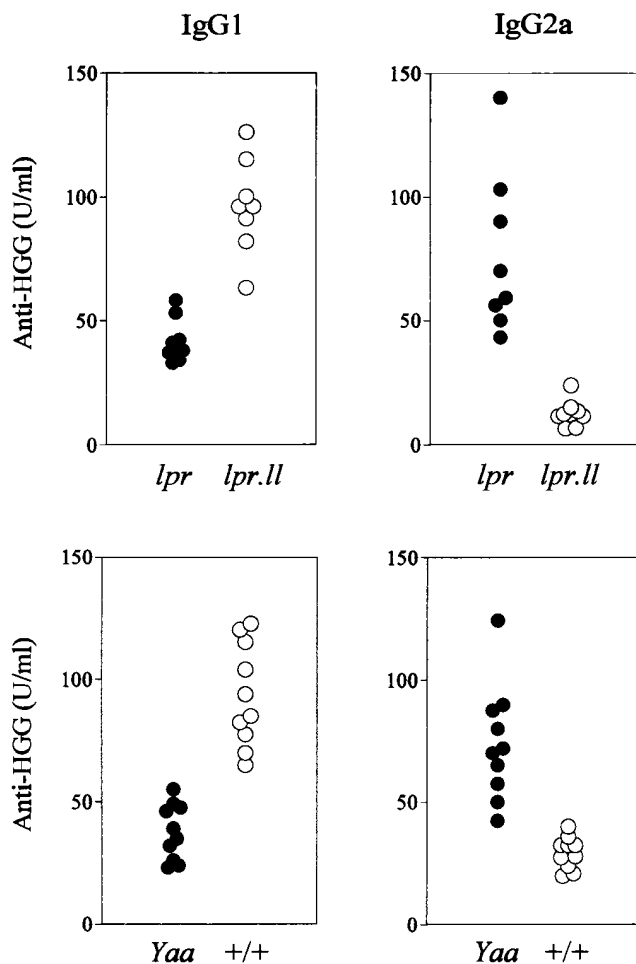 IgG1 IgG2a
Anti-HGG (U/ml)
150 150
100 100
50 50
0 0
lpr lpr.ll lpr lpr.ll
Anti-HGG (U/ml)
150 150
100 100
50 50
0 0
Yaa +/+ Yaa +/+